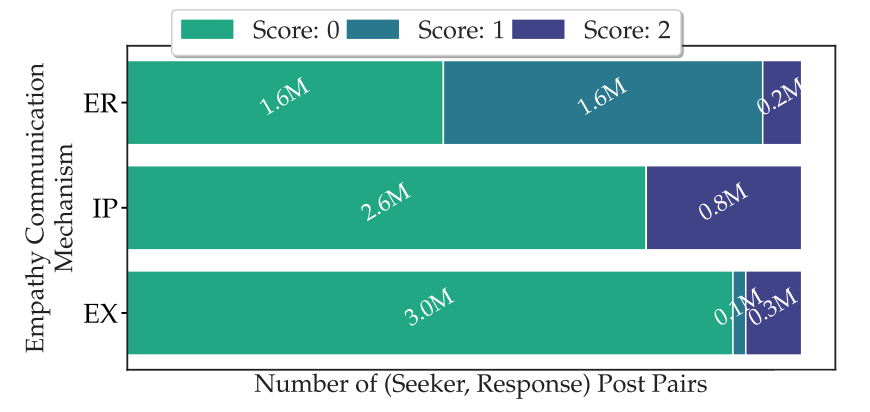 Score: 0 Score: 1 Score: 2
Empathy Communication
Mechanism
ER
1.6M 1.6M 0.2M
IP
2.6M 0.8M
EX
3.0M 0.1M 0.3M
Number of (Seeker, Response) Post Pairs